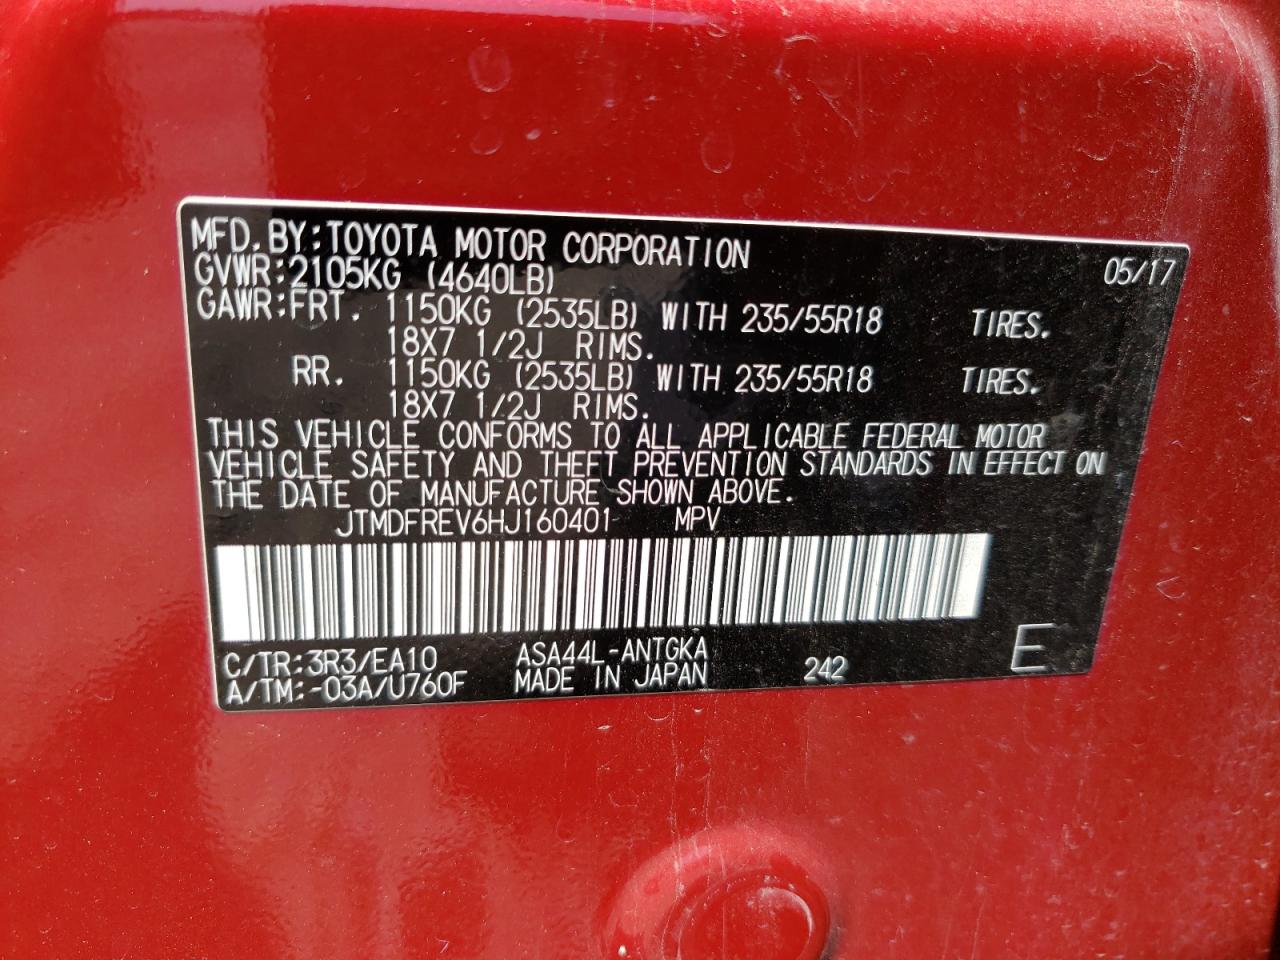 MFD. BY: TOYOTA MOTOR CORPORATION 05/17
GVWR: 2105KG (4640LB)
GAWR: FRT. 1150KG (2535LB) WITH 235/55R18 TIRES.
18X7 1/2J RIMS.
RR. 1150KG (2535LB) WITH 235/55R18 TIRES.
18X7 1/2J RIMS.
THIS VEHICLE CONFORMS TO ALL APPLICABLE FEDERAL MOTOR
VEHICLE SAFETY AND THEFT PREVENTION STANDARDS IN EFFECT ON
THE DATE OF MANUFACTURE SHOWN ABOVE.
JTMDFREV6HJ160401 MPV
C/TR: 3R3/EA10 ASA44L-ANTGKA 242 E
A/TM: -03A/U760F MADE IN JAPAN